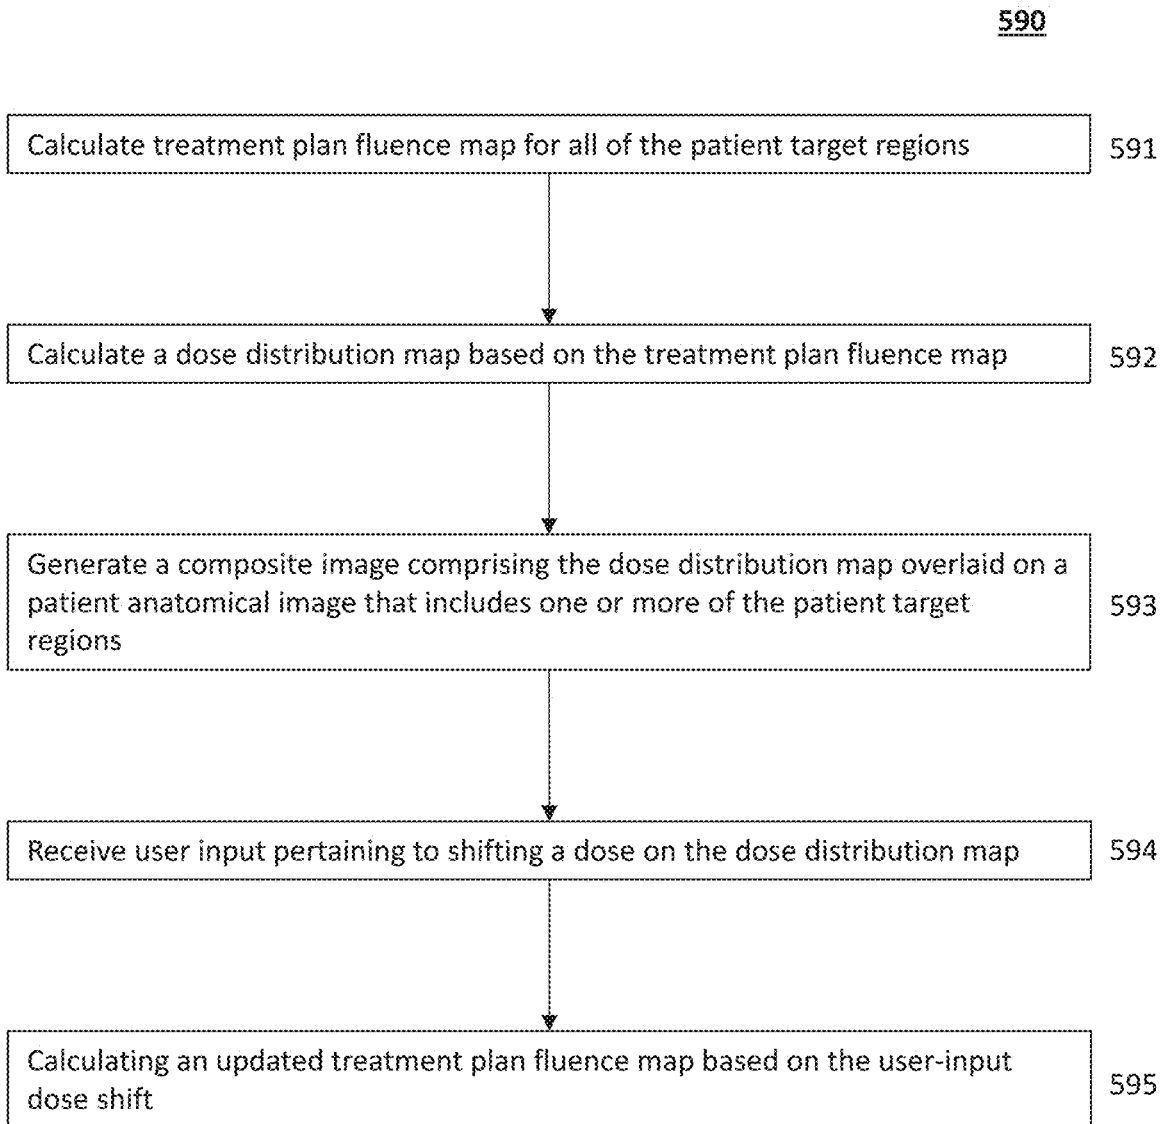 590
Calculate treatment plan fluence map for all of the patient target regions
591
Calculate a dose distribution map based on the treatment plan fluence map
592
Generate a composite image comprising the dose distribution map overlaid on a
patient anatomical image that includes one or more of the patient target
regions
593
Receive user input pertaining to shifting a dose on the dose distribution map
594
Calculating an updated treatment plan fluence map based on the user-input
dose shift
595